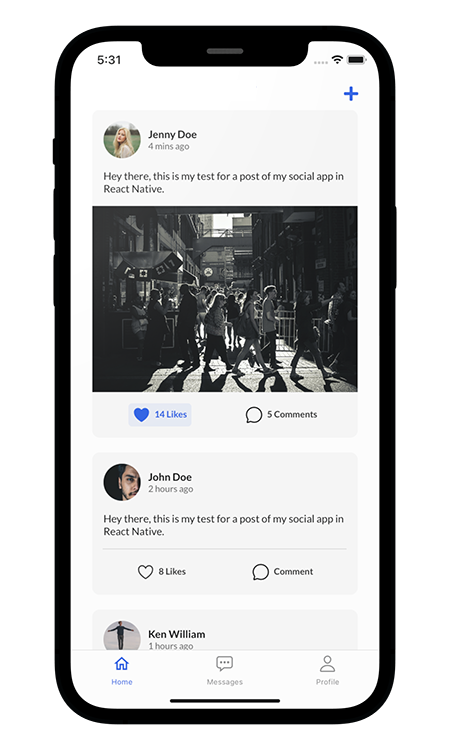 5:31
Jenny Doe
4 mins ago
Hey there, this is my test for a post of my social app in
React Native.
14 Likes
5 Comments
John Doe
2 hours ago
Hey there, this is my test for a post of my social app in
React Native.
8 Likes
Comment
Ken William
1 hours ago
Home
Messages
Profile